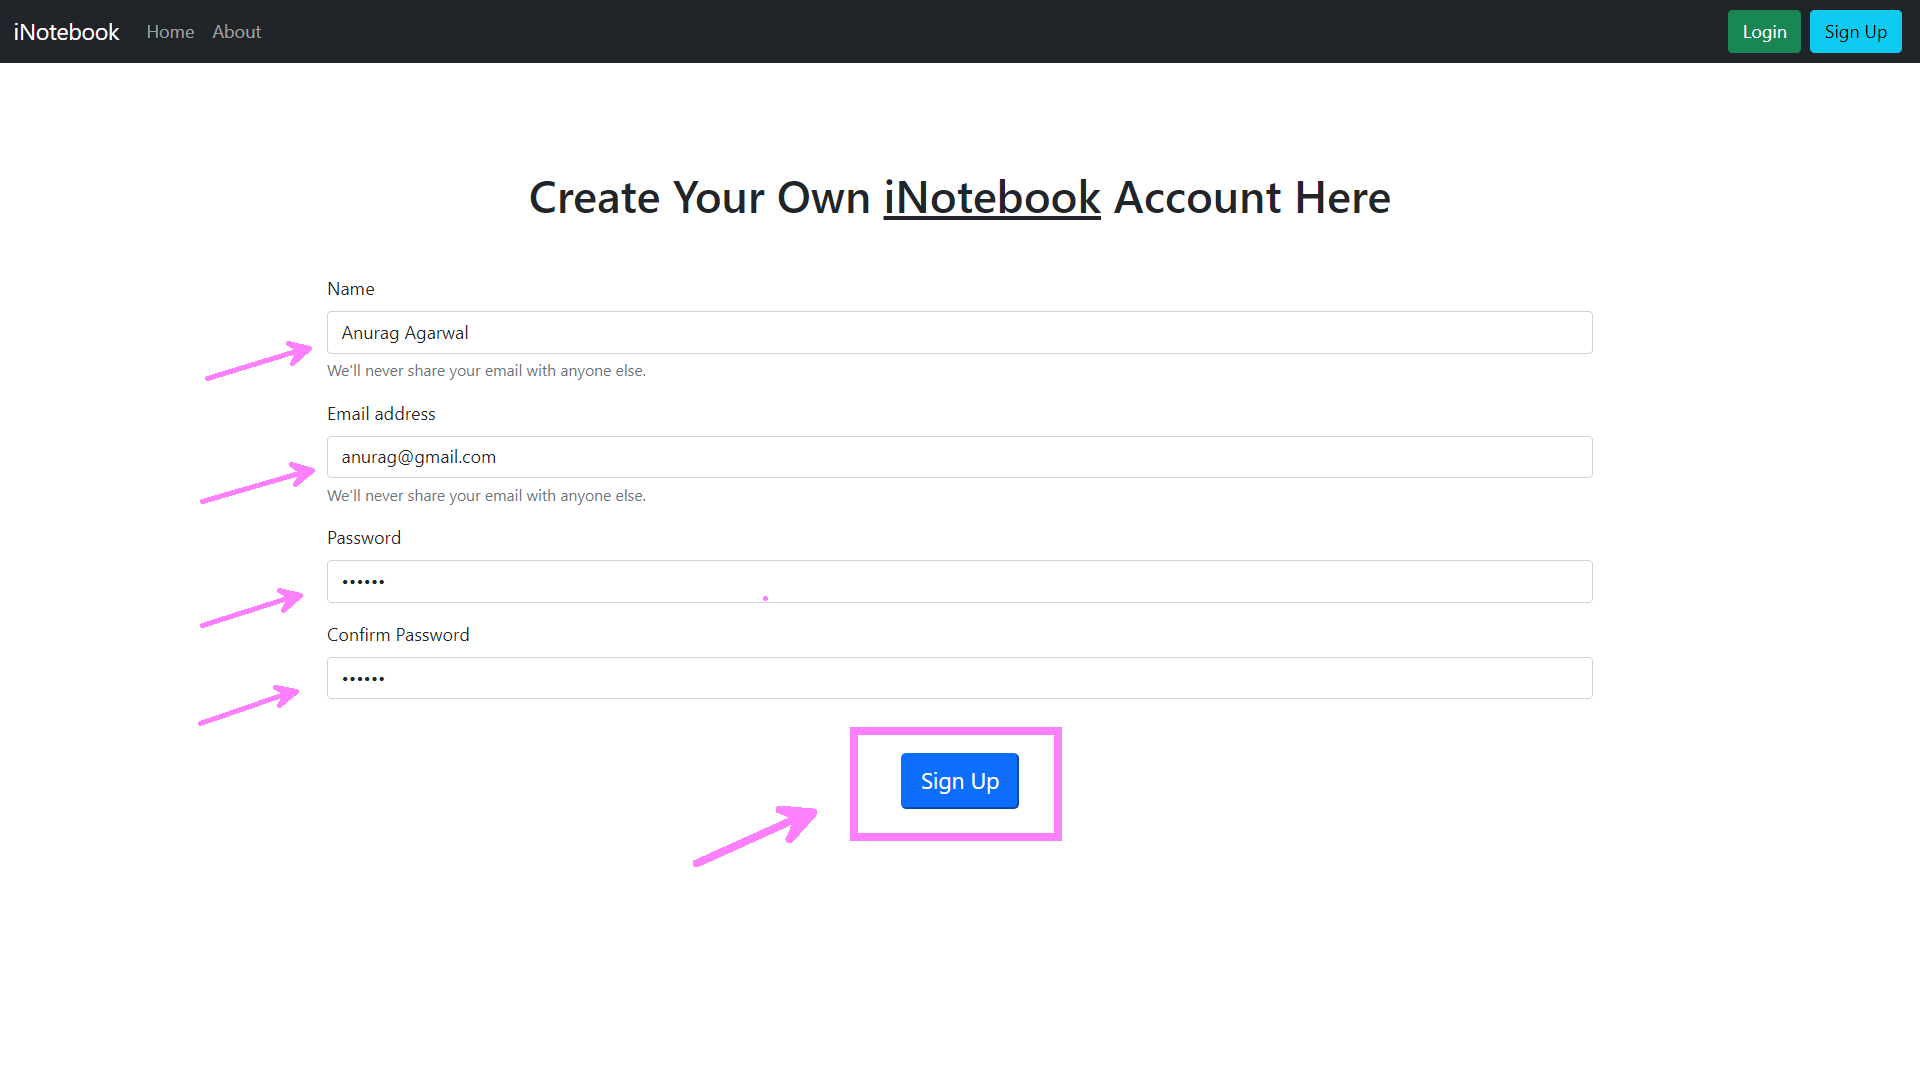 iNotebook Home About Login Sign Up
Create Your Own iNotebook Account Here
Name
Anurag Agarwal
We'll never share your email with anyone else.
Email address
anurag@gmail.com
We'll never share your email with anyone else.
Password
••••••
Confirm Password
••••••
Sign Up